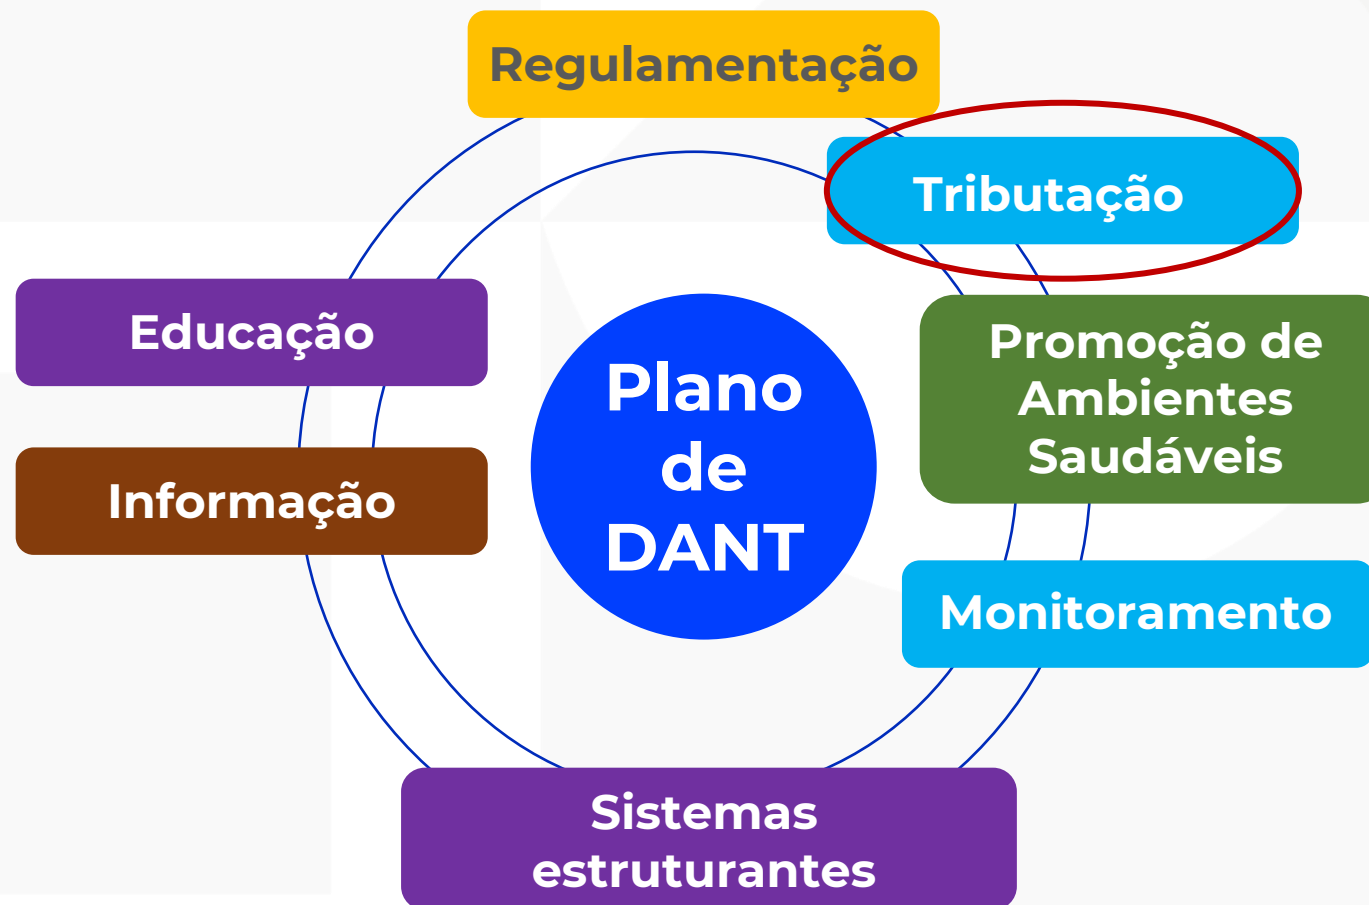 Regulamentação
Tributação
Promoção de
Ambientes
Saudáveis
Monitoramento
Sistemas
estruturantes
Informação
Educação
Plano
de
DANT